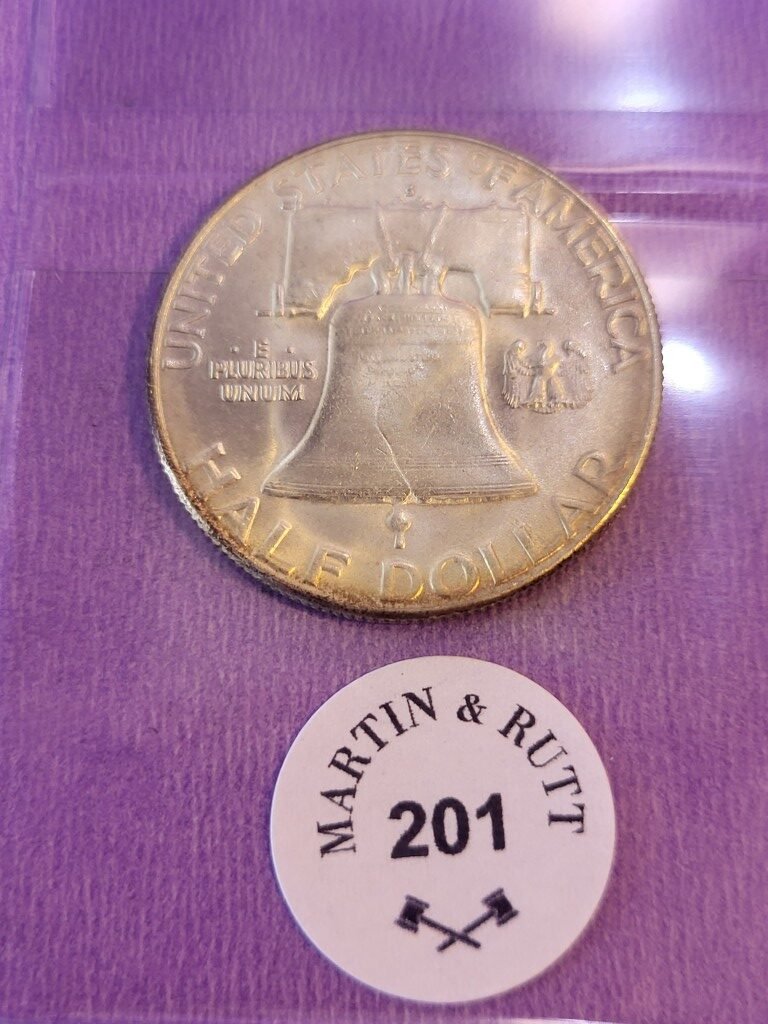 UNITED STATES OF AMERICA
S
· E ·
PLURIBUS
UNUM
HALF DOLLAR
MARTIN & RUTT
201